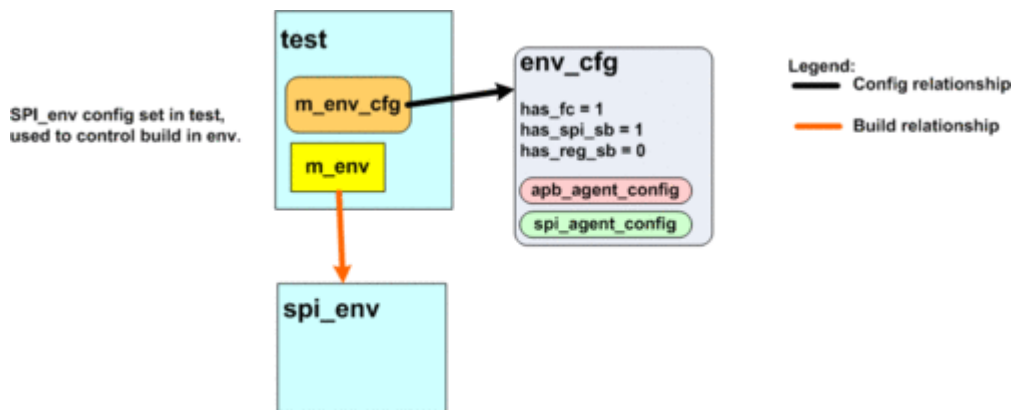 test
m_env_cfg
m_env
SPI_env config set in test,
used to control build in env.
env_cfg
has_fc = 1
has_spi_sb = 1
has_reg_sb = 0
apb_agent_config
spi_agent_config
Legend:
Config relationship
Build relationship
spi_env